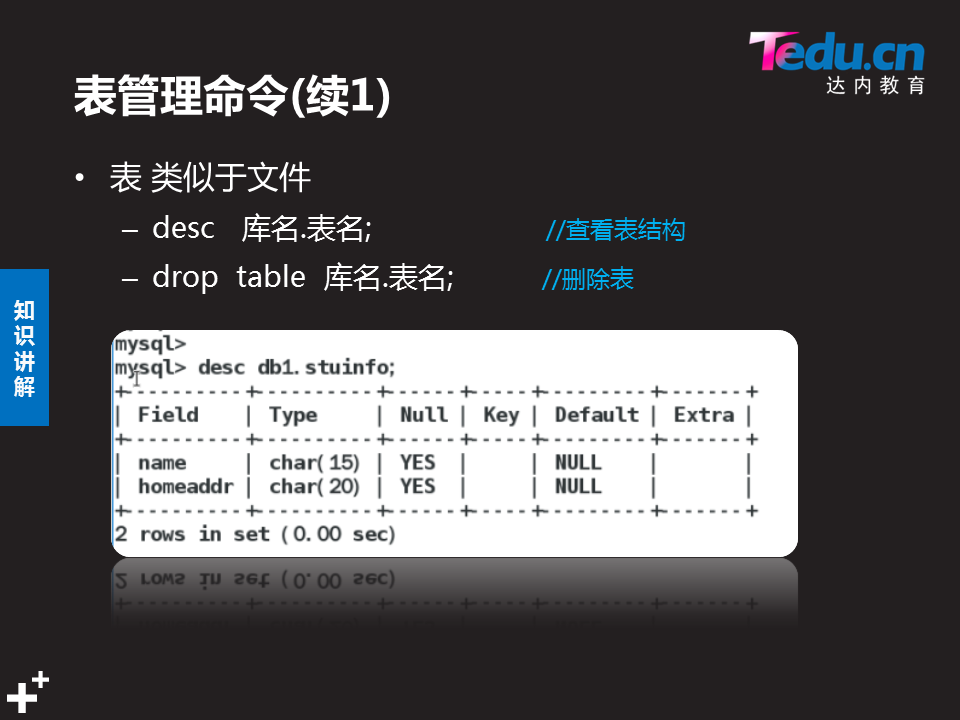 Tedu.cn
达内教育
表管理命令(续1)
• 表 类似于文件
– desc 库名.表名; //查看表结构
– drop table 库名.表名; //删除表
知识讲解
mysql>
mysql> desc db1.stuinfo;
+----------+----------+------+-----+---------+-------+
| Field | Type | Null | Key | Default | Extra |
+----------+----------+------+-----+---------+-------+
| name | char(15) | YES | | NULL | |
| homeaddr | char(20) | YES | | NULL | |
+----------+----------+------+-----+---------+-------+
2 rows in set (0.00 sec)